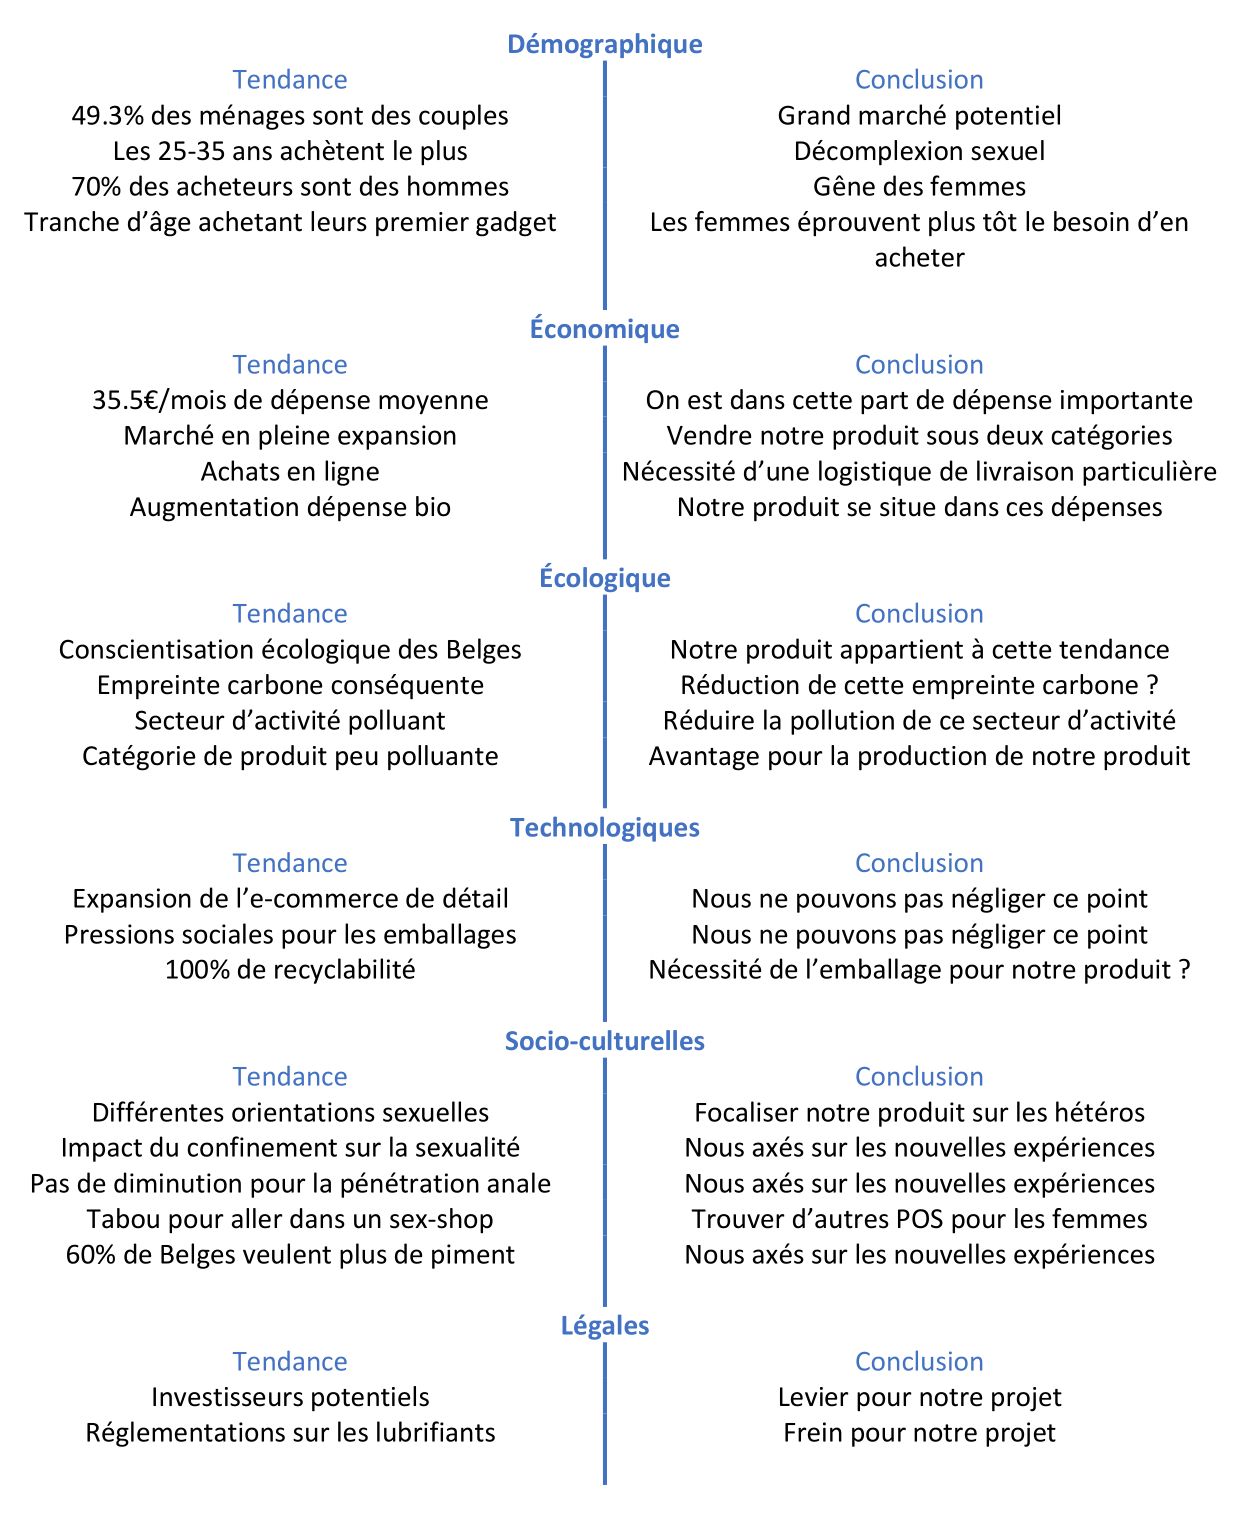 Démographique
Tendance
Conclusion
49.3% des ménages sont des couples
Grand marché potentiel
Les 25-35 ans achètent le plus
Décomplexion sexuel
70% des acheteurs sont des hommes
Gêne des femmes
Tranche d’âge achetant leurs premier gadget
Les femmes éprouvent plus tôt le besoin d’en
acheter
Économique
Tendance
Conclusion
35.5€/mois de dépense moyenne
On est dans cette part de dépense importante
Marché en pleine expansion
Vendre notre produit sous deux catégories
Achats en ligne
Nécessité d’une logistique de livraison particulière
Augmentation dépense bio
Notre produit se situe dans ces dépenses
Écologique
Tendance
Conclusion
Conscientisation écologique des Belges
Notre produit appartient à cette tendance
Empreinte carbone conséquente
Réduction de cette empreinte carbone ?
Secteur d’activité polluant
Réduire la pollution de ce secteur d’activité
Catégorie de produit peu polluante
Avantage pour la production de notre produit
Technologiques
Tendance
Conclusion
Expansion de l’e-commerce de détail
Nous ne pouvons pas négliger ce point
Pressions sociales pour les emballages
Nous ne pouvons pas négliger ce point
100% de recyclabilité
Nécessité de l’emballage pour notre produit ?
Socio-culturelles
Tendance
Conclusion
Différentes orientations sexuelles
Focaliser notre produit sur les hétéros
Impact du confinement sur la sexualité
Nous axés sur les nouvelles expériences
Pas de diminution pour la pénétration anale
Nous axés sur les nouvelles expériences
Tabou pour aller dans un sex-shop
Trouver d’autres POS pour les femmes
60% de Belges veulent plus de piment
Nous axés sur les nouvelles expériences
Légales
Tendance
Conclusion
Investisseurs potentiels
Levier pour notre projet
Réglementations sur les lubrifiants
Frein pour notre projet